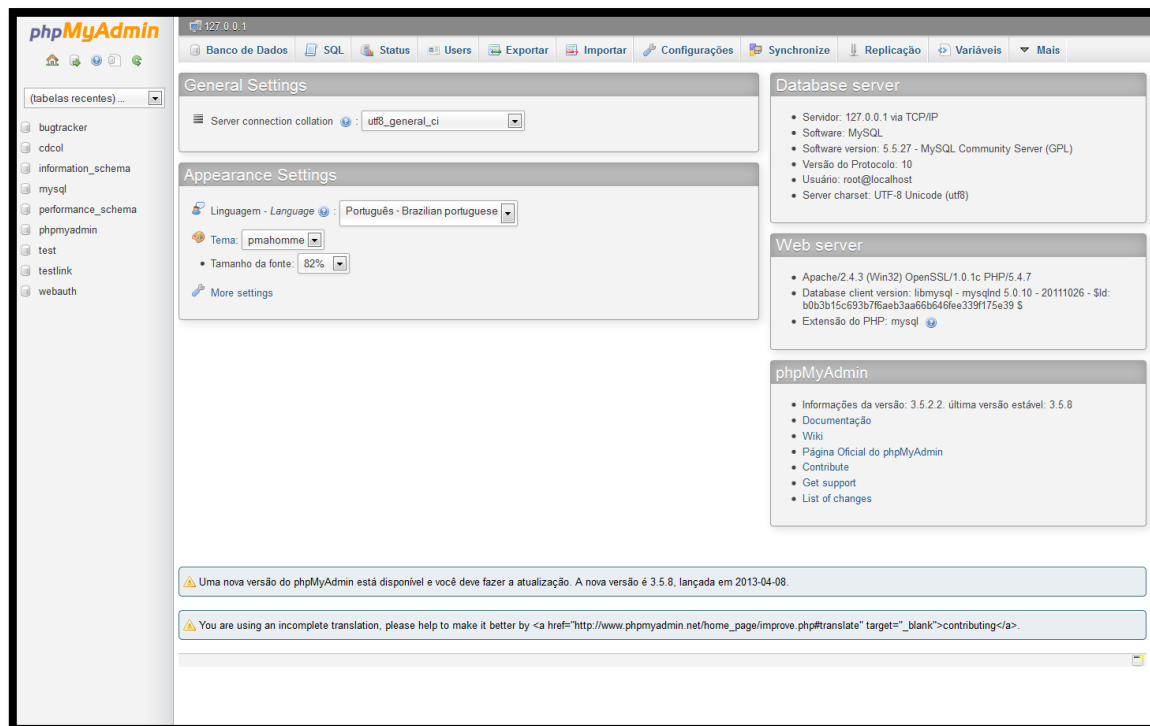 phpMyAdmin
(tabelas recentes) ...
bugtracker
cdcol
information_schema
mysql
performance_schema
phpmyadmin
test
testlink
webauth
127.0.0.1
Banco de Dados SQL Status Users Exportar Importar Configurações Synchronize Replicação Variáveis Mais
General Settings
Server connection collation : utf8_general_ci
Appearance Settings
Linguagem - Language : Português - Brazilian portuguese
Tema: pmahomme
Tamanho da fonte: 82%
More settings
Database server
Servidor: 127.0.0.1 via TCP/IP
Software: MySQL
Software version: 5.5.27 - MySQL Community Server (GPL)
Versão do Protocolo: 10
Usuário: root@localhost
Server charset: UTF-8 Unicode (utf8)
Web server
Apache/2.4.3 (Win32) OpenSSL/1.0.1c PHP/5.4.7
Database client version: libmysql - mysqlnd 5.0.10 - 20111026 - $Id:
b0b3b15c693b7f6aeb3aa66b646fee339f175e39 $
Extensão do PHP: mysql
phpMyAdmin
Informações da versão: 3.5.2.2. última versão estável: 3.5.8
Documentação
Wiki
Página Oficial do phpMyAdmin
Contribute
Get support
List of changes
Uma nova versão do phpMyAdmin está disponível e você deve fazer a atualização. A nova versão é 3.5.8, lançada em 2013-04-08.
You are using an incomplete translation, please help to make it better by <a href="http://www.phpmyadmin.net/home_page/improve.php#translate" target="_blank">contributing</a>.